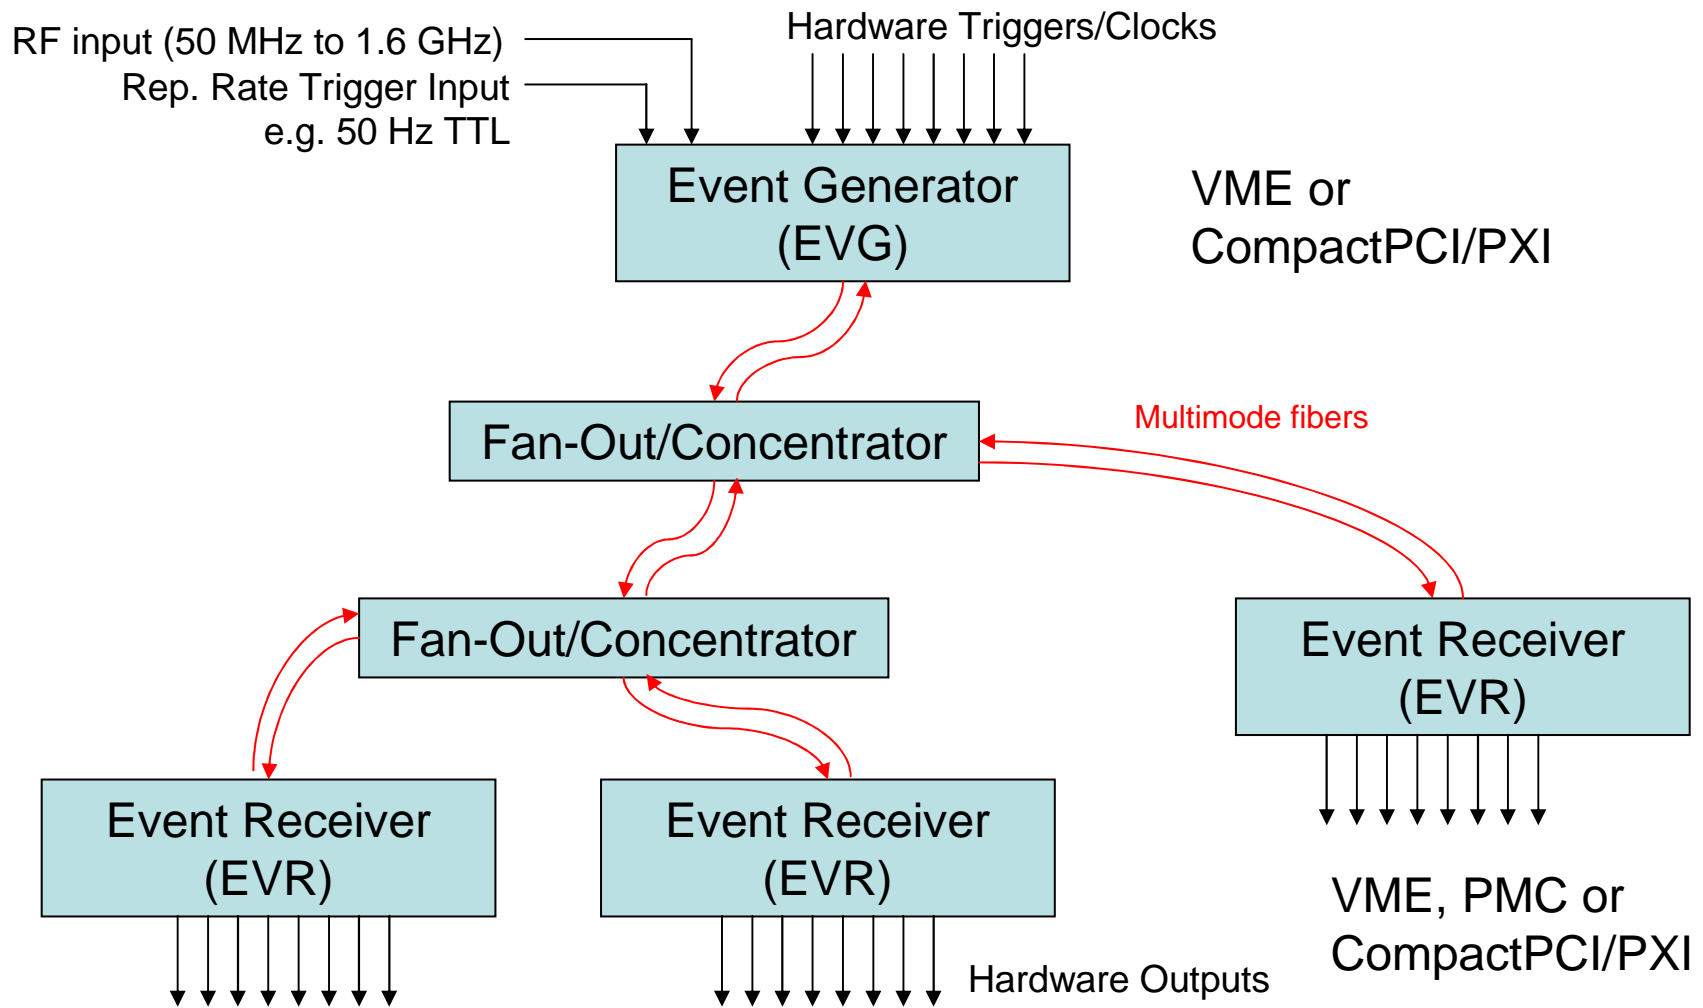 RF input (50 MHz to 1.6 GHz)
Rep. Rate Trigger Input
e.g. 50 Hz TTL
Hardware Triggers/Clocks
Event Generator
(EVG)
VME or
CompactPCI/PXI
Fan-Out/Concentrator
Multimode fibers
Fan-Out/Concentrator
Event Receiver
(EVR)
Event Receiver
(EVR)
Event Receiver
(EVR)
VME, PMC or
CompactPCI/PXI
Hardware Outputs